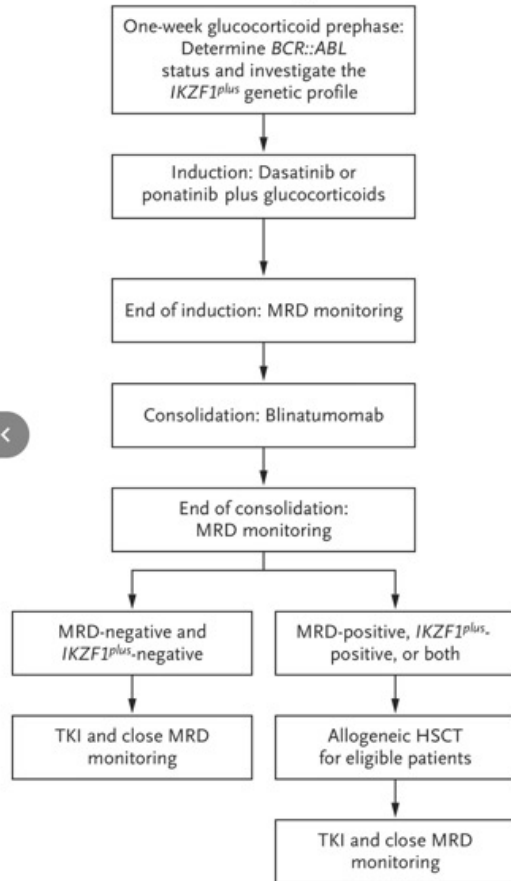 One-week glucocorticoid prephase:
Determine BCR::ABL
status and investigate the
IKZF1plus genetic profile
Induction: Dasatinib or
ponatinib plus glucocorticoids
End of induction: MRD monitoring
Consolidation: Blinatumomab
End of consolidation:
MRD monitoring
MRD-negative and
IKZF1plus-negative
MRD-positive, IKZF1plus-
positive, or both
TKI and close MRD
monitoring
Allogeneic HSCT
for eligible patients
TKI and close MRD
monitoring